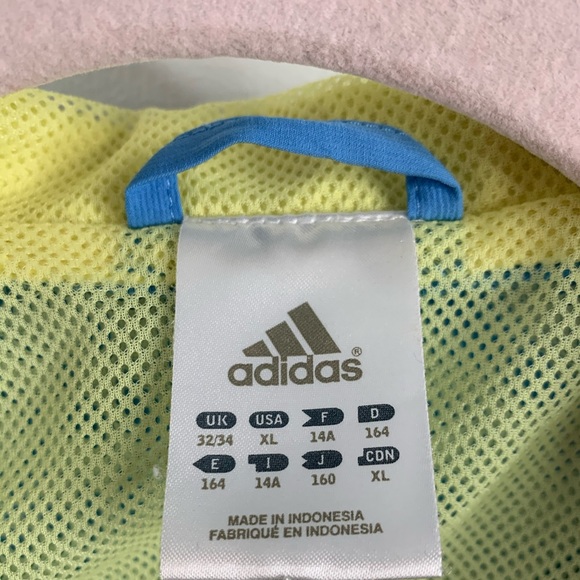 adidas®
UK USA F D
32/34 XL 14A 164
E I J CDN
164 14A 160 XL
MADE IN INDONESIA
FABRIQUÉ EN INDONESIA